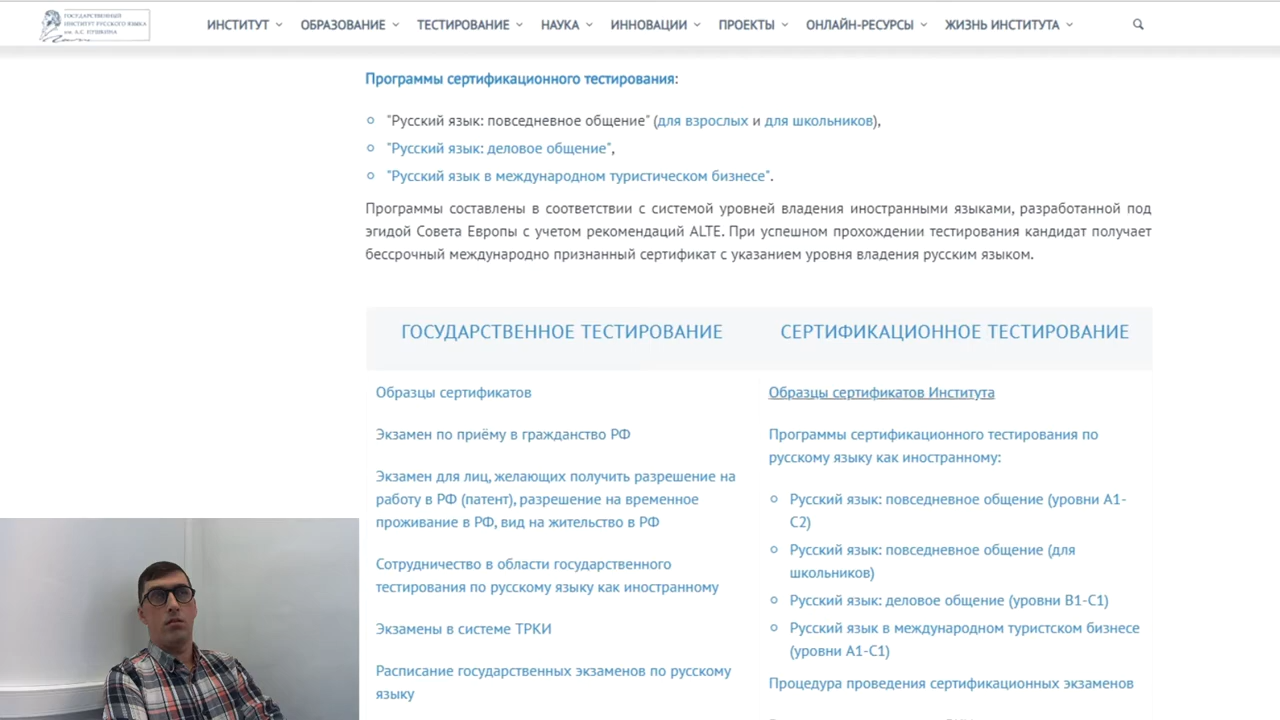 ГОСУДАРСТВЕННЫЙ
ИНСТИТУТ РУССКОГО ЯЗЫКА
им. А.С. ПУШКИНА
ИНСТИТУТ ОБРАЗОВАНИЕ ТЕСТИРОВАНИЕ НАУКА ИННОВАЦИИ ПРОЕКТЫ ОНЛАЙН-РЕСУРСЫ ЖИЗНЬ ИНСТИТУТА
Программы сертификационного тестирования:
"Русский язык: повседневное общение" (для взрослых и для школьников),
"Русский язык: деловое общение",
"Русский язык в международном туристическом бизнесе".
Программы составлены в соответствии с системой уровней владения иностранными языками, разработанной под
эгидой Совета Европы с учетом рекомендаций ALTE. При успешном прохождении тестирования кандидат получает
бессрочный международно признанный сертификат с указанием уровня владения русским языком.
ГОСУДАРСТВЕННОЕ ТЕСТИРОВАНИЕ
Образцы сертификатов
Экзамен по приёму в гражданство РФ
Экзамен для лиц, желающих получить разрешение на
работу в РФ (патент), разрешение на временное
проживание в РФ, вид на жительство в РФ
Сотрудничество в области государственного
тестирования по русскому языку как иностранному
Экзамены в системе ТРКИ
Расписание государственных экзаменов по русскому
языку
СЕРТИФИКАЦИОННОЕ ТЕСТИРОВАНИЕ
Образцы сертификатов Института
Программы сертификационного тестирования по
русскому языку как иностранному:
Русский язык: повседневное общение (уровни А1-
С2)
Русский язык: повседневное общение (для
школьников)
Русский язык: деловое общение (уровни В1-С1)
Русский язык в международном туристском бизнесе
(уровни А1-С1)
Процедура проведения сертификационных экзаменов